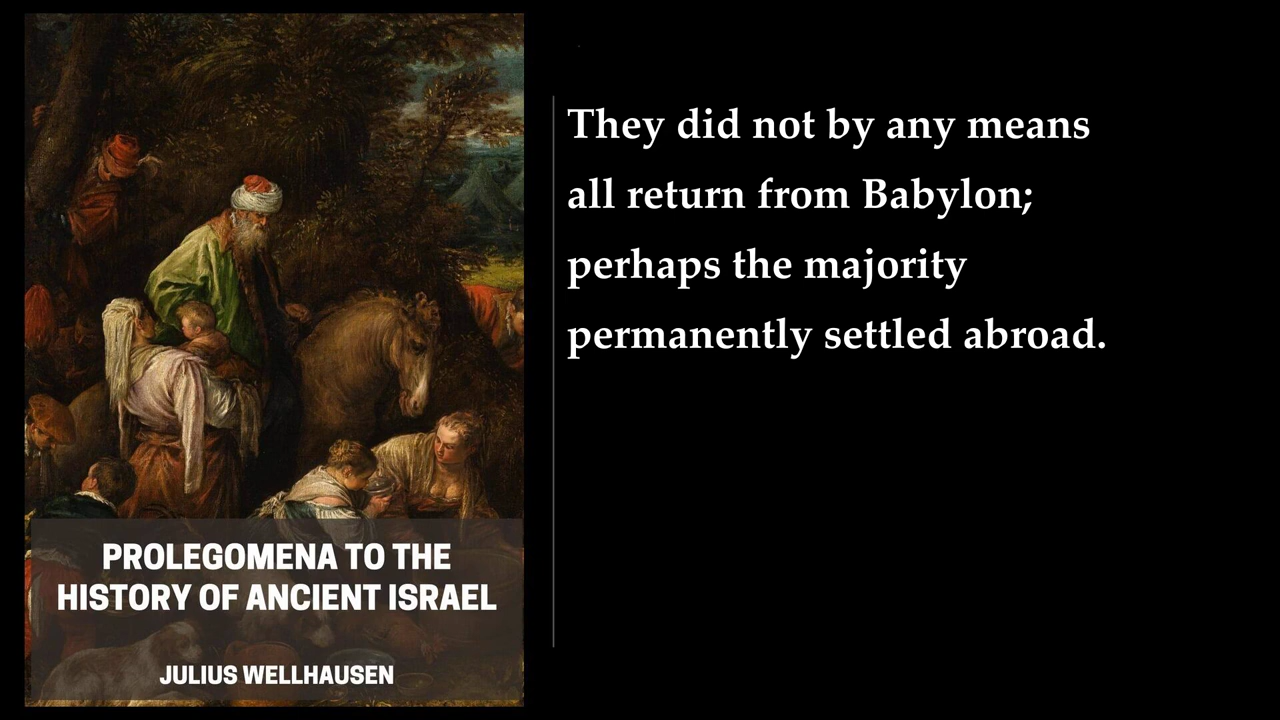 They did not by any means
all return from Babylon;
perhaps the majority
permanently settled abroad.
PROLEGOMENA TO THE
HISTORY OF ANCIENT ISRAEL
JULIUS WELLHAUSEN